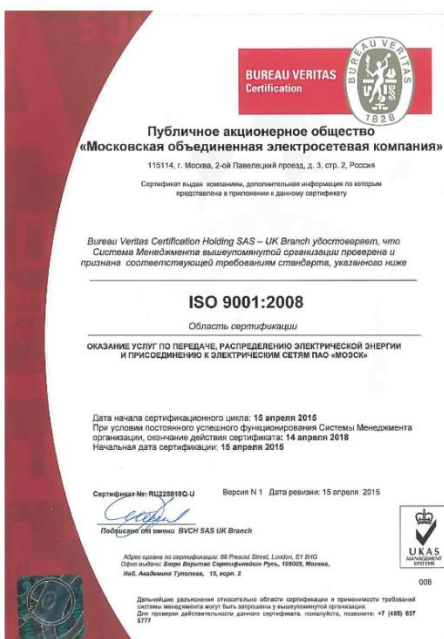 BUREAU VERITAS
Certification
BUREAU VERITAS
1828
Публичное акционерное общество
«Московская объединенная электросетевая компания»
115114, г. Москва, 2-ой Павелецкий проезд, д. 3, стр. 2, Россия
Сертификат выдан компаниям, дополнительная информация по которым
представлена в приложении к данному сертификату
Bureau Veritas Certification Holding SAS – UK Branch удостоверяет, что
Система Менеджмента вышеупомянутой организации проверена и
признана соответствующей требованиям стандарта, указанного ниже
ISO 9001:2008
Область сертификации
ОКАЗАНИЕ УСЛУГ ПО ПЕРЕДАЧЕ, РАСПРЕДЕЛЕНИЮ ЭЛЕКТРИЧЕСКОЙ ЭНЕРГИИ
И ПРИСОЕДИНЕНИЮ К ЭЛЕКТРИЧЕСКИМ СЕТЯМ ПАО «МОЭСК»
Дата начала сертификационного цикла: 15 апреля 2015
При условии постоянного успешного функционирования Системы Менеджмента
организации, окончание действия сертификата: 14 апреля 2018
Начальная дата сертификации: 15 апреля 2015
Сертификат №: RU228818Q-U Версия N 1 Дата ревизии: 15 апреля 2015
Подписано от имени BVCH SAS UK Branch
Адрес органа по сертификации: 66 Prescot Street, London, E1 8HG
Офис выдачи: Бюро Веритас Сертификейшн Русь, 105005, Москва,
Наб. Академика Туполева, 15, корп. 2
UKAS
MANAGEMENT
SYSTEMS
008
Дальнейшие разъяснения относительно области сертификации и применимости требований
системы менеджмента могут быть запрошены у вышеупомянутой организации.
Для проверки действительности данного сертификата, пожалуйста, позвоните: +7 (495) 937
5777